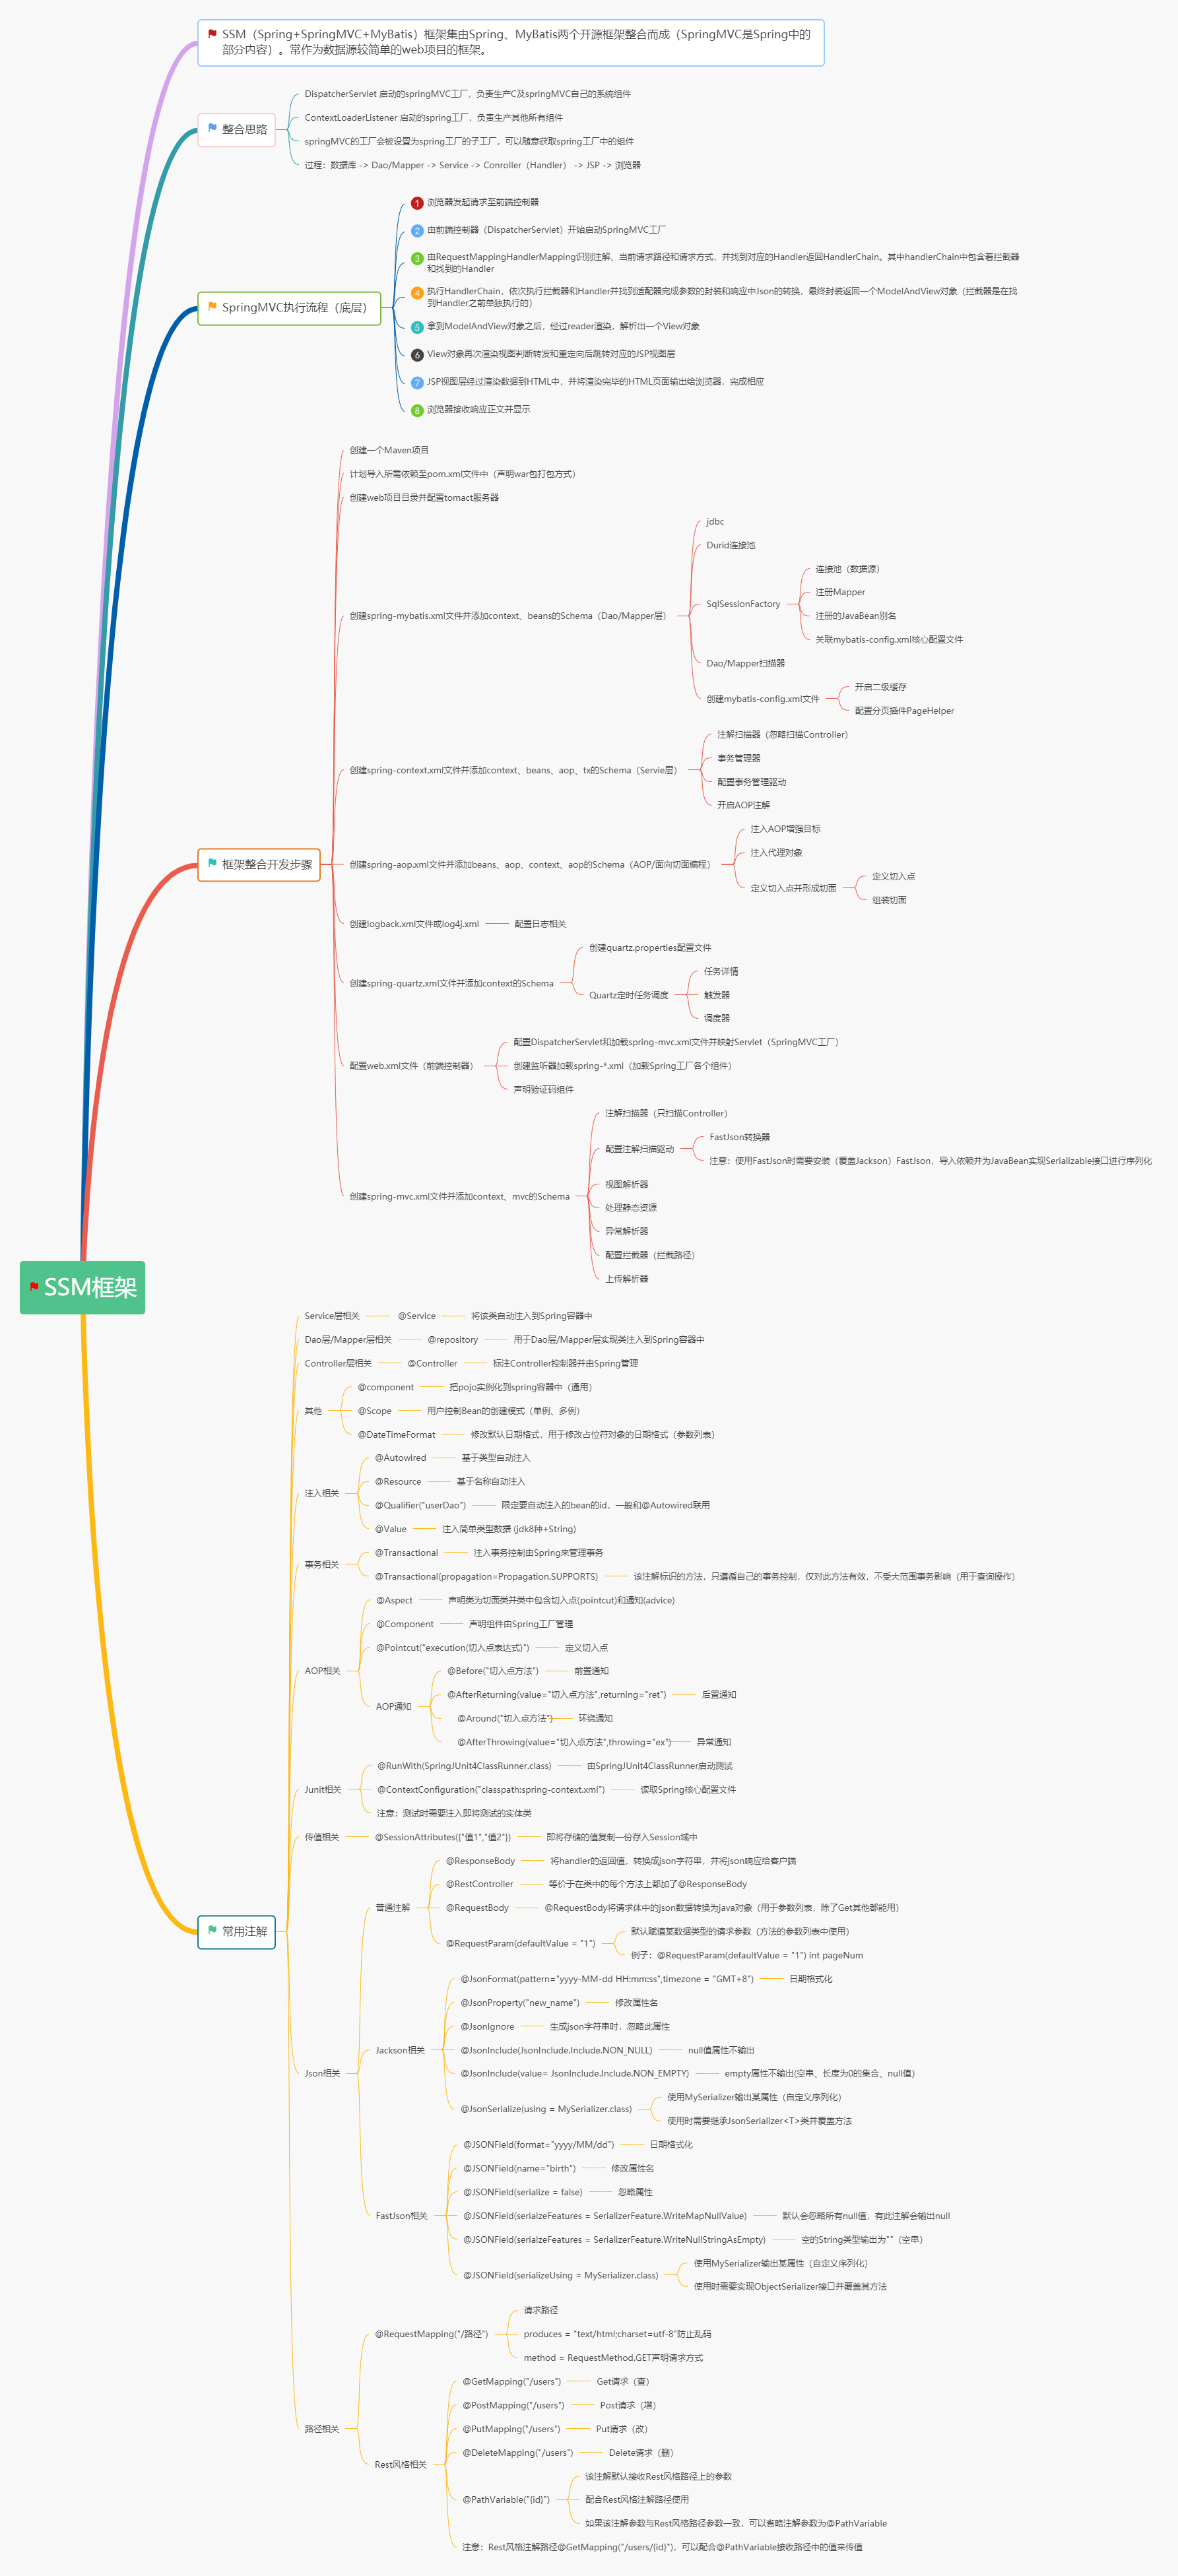 SSM（Spring+SpringMVC+MyBatis）框架集由Spring、MyBatis两个开源框架整合而成（SpringMVC是Spring中的
部分内容）。常作为数据源较简单的web项目的框架。
整合思路
DispatcherServlet 启动的springMVC工厂，负责生产C及springMVC自己的系统组件
ContextLoaderListener 启动的spring工厂，负责生产其他所有组件
springMVC的工厂会被设置为spring工厂的子工厂，可以随意获取spring工厂中的组件
过程：数据库 -> Dao/Mapper -> Service -> Conroller（Handler） -> JSP -> 浏览器
SpringMVC执行流程（底层）
1 浏览器发起请求至前端控制器
2 由前端控制器（DispatcherServlet）开始启动SpringMVC工厂
3 由RequestMappingHandlerMapping识别注解、当前请求路径和请求方式，并找到对应的Handler返回HandlerChain。其中handlerChain中包含着拦截器
和找到的Handler
4 执行HandlerChain，依次执行拦截器和Handler并找到适配器完成参数的封装和响应中Json的转换，最终封装返回一个ModelAndView对象（拦截器是在找
到Handler之前单独执行的）
5 拿到ModelAndView对象之后，经过reader渲染，解析出一个View对象
6 View对象再次渲染视图判断转发和重定向后跳转对应的JSP视图层
7 JSP视图层经过渲染数据到HTML中，并将渲染完毕的HTML页面输出给浏览器，完成相应
8 浏览器接收响应正文并显示
框架整合开发步骤
创建一个Maven项目
计划导入所需依赖至pom.xml文件中（声明war包打包方式）
创建web项目目录并配置tomact服务器
创建spring-mybatis.xml文件并添加context、beans的Schema（Dao/Mapper层）
jdbc
Durid连接池
SqlSessionFactory
连接池（数据源）
注册Mapper
注册的JavaBean别名
关联mybatis-config.xml核心配置文件
Dao/Mapper扫描器
创建mybatis-config.xml文件
开启二级缓存
配置分页插件PageHelper
创建spring-context.xml文件并添加context、beans、aop、tx的Schema（Servie层）
注解扫描器（忽略扫描Controller）
事务管理器
配置事务管理驱动
开启AOP注解
创建spring-aop.xml文件并添加beans、aop、context、aop的Schema（AOP/面向切面编程）
注入AOP增强目标
注入代理对象
定义切入点并形成切面
定义切入点
组装切面
创建logback.xml文件或log4j.xml
配置日志相关
创建spring-quartz.xml文件并添加context的Schema
创建quartz.properties配置文件
Quartz定时任务调度
任务详情
触发器
调度器
配置web.xml文件（前端控制器）
配置DispatcherServlet和加载spring-mvc.xml文件并映射Servlet（SpringMVC工厂）
创建监听器加载spring-*.xml（加载Spring工厂各个组件）
声明验证码组件
创建spring-mvc.xml文件并添加context、mvc的Schema
注解扫描器（只扫描Controller）
配置注解扫描驱动
FastJson转换器
注意：使用FastJson时需要安装（覆盖Jackson）FastJson，导入依赖并为JavaBean实现Serializable接口进行序列化
视图解析器
处理静态资源
异常解析器
配置拦截器（拦截路径）
上传解析器
SSM框架
常用注解
Service层相关
@Service
将该类自动注入到Spring容器中
Dao层/Mapper层相关
@repository
用于Dao层/Mapper层实现类注入到Spring容器中
Controller层相关
@Controller
标注Controller控制器并由Spring管理
其他
@component
把pojo实例化到spring容器中（通用）
@Scope
用户控制Bean的创建模式（单例、多例）
@DateTimeFormat
修改默认日期格式，用于修改占位符对象的日期格式（参数列表）
注入相关
@Autowired
基于类型自动注入
@Resource
基于名称自动注入
@Qualifier("userDao")
限定要自动注入的bean的id，一般和@Autowired联用
@Value
注入简单类型数据 (jdk8种+String)
事务相关
@Transactional
注入事务控制由Spring来管理事务
@Transactional(propagation=Propagation.SUPPORTS)
该注解标识的方法，只遵循自己的事务控制，仅对此方法有效，不受大范围事务影响（用于查询操作）
AOP相关
@Aspect
声明类为切面类并类中包含切入点(pointcut)和通知(advice)
@Component
声明组件由Spring工厂管理
@Pointcut("execution(切入点表达式)")
定义切入点
AOP通知
@Before("切入点方法")
前置通知
@AfterReturning(value="切入点方法",returning="ret")
后置通知
@Around("切入点方法")
环绕通知
@AfterThrowing(value="切入点方法",throwing="ex")
异常通知
Junit相关
@RunWith(SpringJUnit4ClassRunner.class)
由SpringJUnit4ClassRunner启动测试
@ContextConfiguration("classpath:spring-context.xml")
读取Spring核心配置文件
注意：测试时需要注入即将测试的实体类
传值相关
@SessionAttributes({"值1","值2"})
即将存储的值复制一份存入Session域中
Json相关
普通注解
@ResponseBody
将handler的返回值，转换成json字符串，并将json响应给客户端
@RestController
等价于在类中的每个方法上都加了@ResponseBody
@RequestBody
@RequestBody将请求体中的json数据转换为java对象（用于参数列表，除了Get其他都能用）
@RequestParam(defaultValue = "1")
默认赋值某数据类型的请求参数（方法的参数列表中使用）
例子：@RequestParam(defaultValue = "1") int pageNum
Jackson相关
@JsonFormat(pattern="yyyy-MM-dd HH:mm:ss",timezone = "GMT+8")
日期格式化
@JsonProperty("new_name")
修改属性名
@JsonIgnore
生成json字符串时，忽略此属性
@JsonInclude(JsonInclude.Include.NON_NULL)
null值属性不输出
@JsonInclude(value= JsonInclude.Include.NON_EMPTY)
empty属性不输出(空串、长度为0的集合、null值)
@JsonSerialize(using = MySerializer.class)
使用MySerializer输出某属性（自定义序列化）
使用时需要继承JsonSerializer<T>类并覆盖方法
FastJson相关
@JSONField(format="yyyy/MM/dd")
日期格式化
@JSONField(name="birth")
修改属性名
@JSONField(serialize = false)
忽略属性
@JSONField(serialzeFeatures = SerializerFeature.WriteMapNullValue)
默认会忽略所有null值，有此注解会输出null
@JSONField(serialzeFeatures = SerializerFeature.WriteNullStringAsEmpty)
空的String类型输出为""（空串）
@JSONField(serializeUsing = MySerializer.class)
使用MySerializer输出某属性（自定义序列化）
使用时需要实现ObjectSerializer接口并覆盖其方法
路径相关
@RequestMapping("/路径")
请求路径
produces = "text/html;charset=utf-8"防止乱码
method = RequestMethod.GET声明请求方式
Rest风格相关
@GetMapping("/users")
Get请求（查）
@PostMapping("/users")
Post请求（增）
@PutMapping("/users")
Put请求（改）
@DeleteMapping("/users")
Delete请求（删）
@PathVariable("{id}")
该注解默认接收Rest风格路径上的参数
配合Rest风格注解路径使用
如果该注解参数与Rest风格路径参数一致，可以省略注解参数为@PathVariable
注意：Rest风格注解路径@GetMapping("/users/{id}")，可以配合@PathVariable接收路径中的值来传值